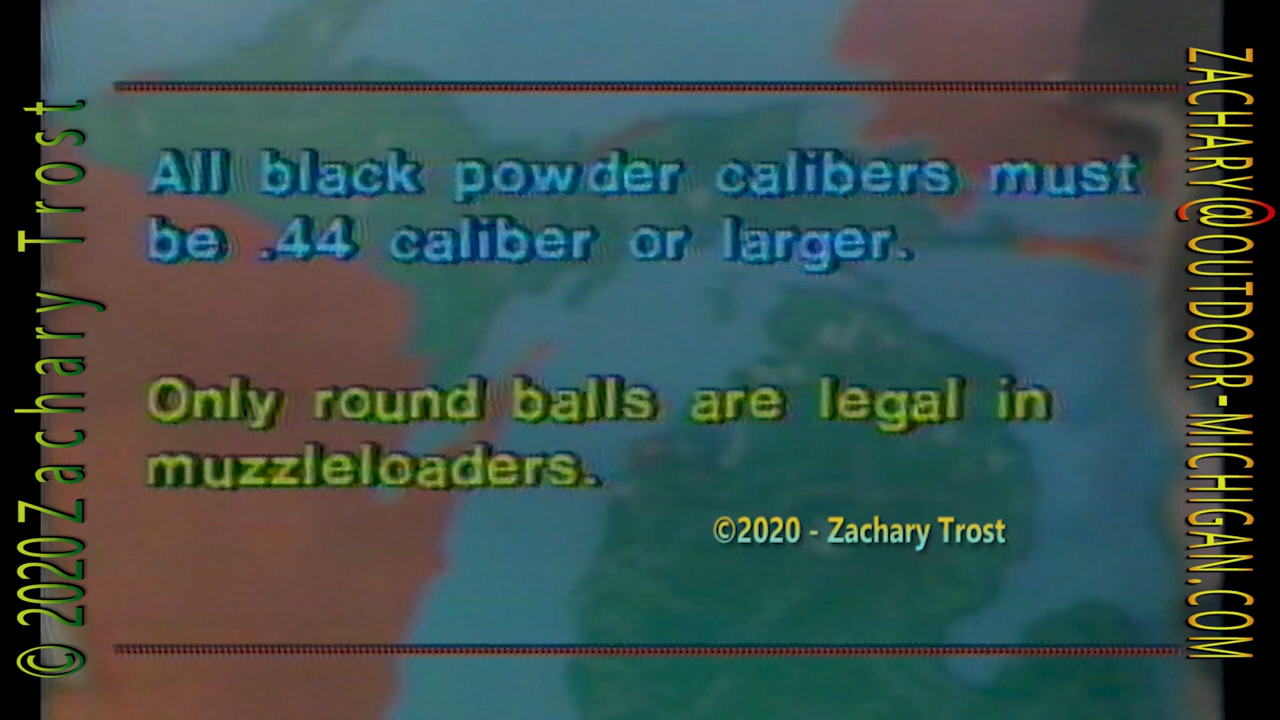 All black powder calibers must
be .44 caliber or larger.
Only round balls are legal in
muzzleloaders.
©2020 - Zachary Trost
© 2020 Zachary Trost
ZACHARY@OUTDOOR-MICHIGAN.COM